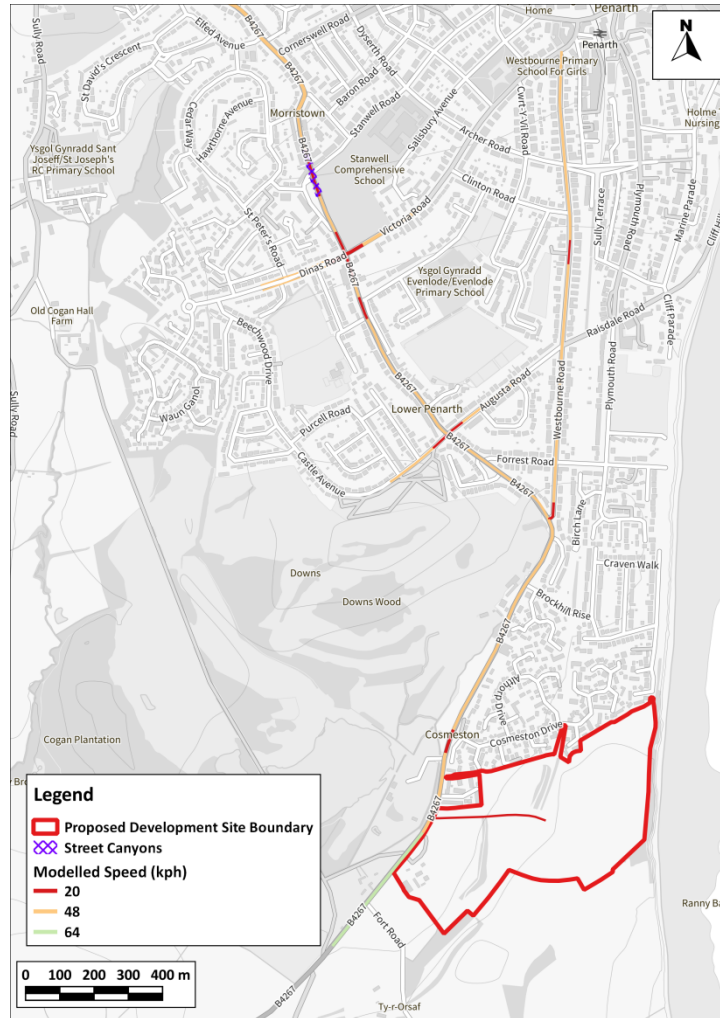 Home
Penarth
Penarth
N
Sully Road
Elfed Avenue
Cornerswell Road
B4267
St David's Crescent
Dyserth Road
Westbourne Primary
School For Girls
Baron Road
Morristown
Cedar Way
Hawthorne Avenue
Stanwell Road
Salisbury Avenue
Cwrt-Y-Vil Road
Archer Road
Ysgol Gynradd Sant
Joseff/St Joseph's
RC Primary School
B4267
Stanwell
Comprehensive
School
Clinton Road
Sully Terrace
Plymouth Road
Marine Parade
St Peter's Road
Victoria Road
Dinas Road
B4267
Ysgol Gynradd
Evenlode/Evenlode
Primary School
Old Cogan Hall
Farm
Beechwood Drive
Raisdale Road
Cliff Parade
Sully Road
Waun Ganol
B4267
Westbourne Road
Plymouth Road
Augusta Road
Lower Penarth
Purcell Road
Castle Avenue
B4267
Forrest Road
B4267
Birch Lane
Downs
Downs Wood
Craven Walk
Brockhill Rise
B4267
Althorp Drive
Cogan Plantation
Cosmeston
Cosmeston Drive
B4267
Legend
Proposed Development Site Boundary
Street Canyons
Modelled Speed (kph)
20
48
64
B4267
Fort Road
0 100 200 300 400 m
B4267
Ty-r-Orsaf